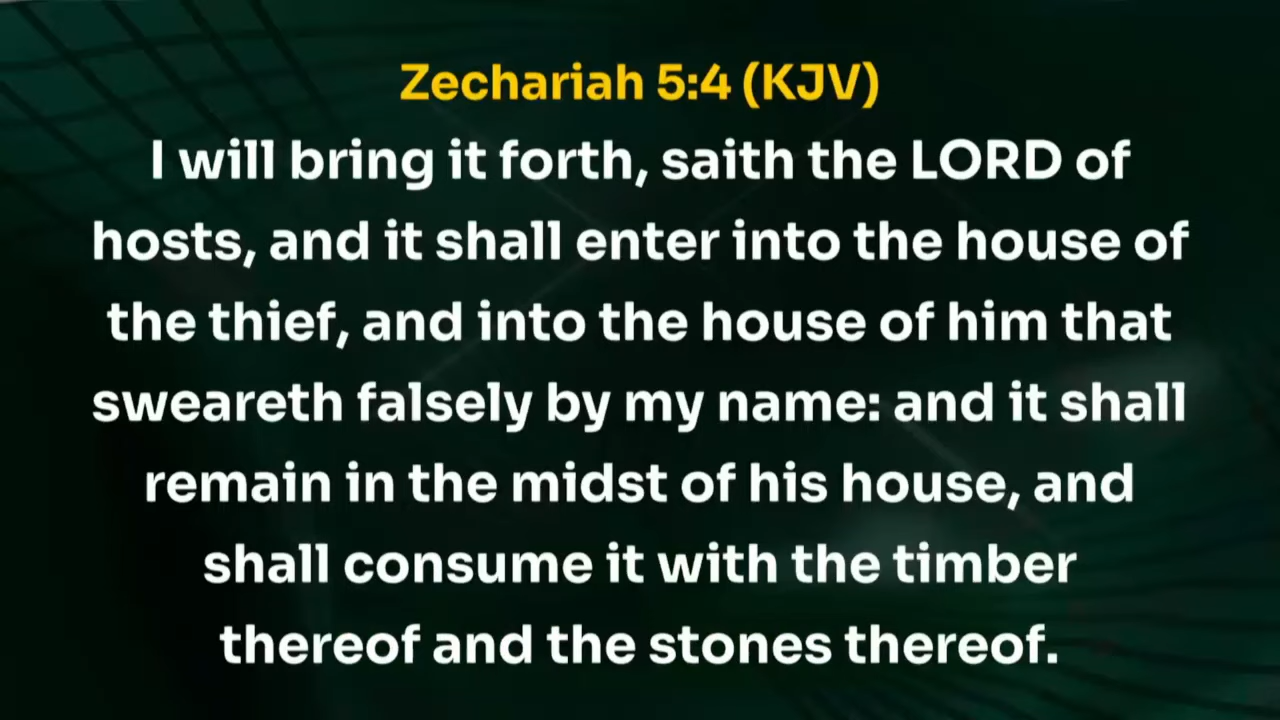 Zechariah 5:4 (KJV)
I will bring it forth, saith the LORD of
hosts, and it shall enter into the house of
the thief, and into the house of him that
sweareth falsely by my name: and it shall
remain in the midst of his house, and
shall consume it with the timber
thereof and the stones thereof.